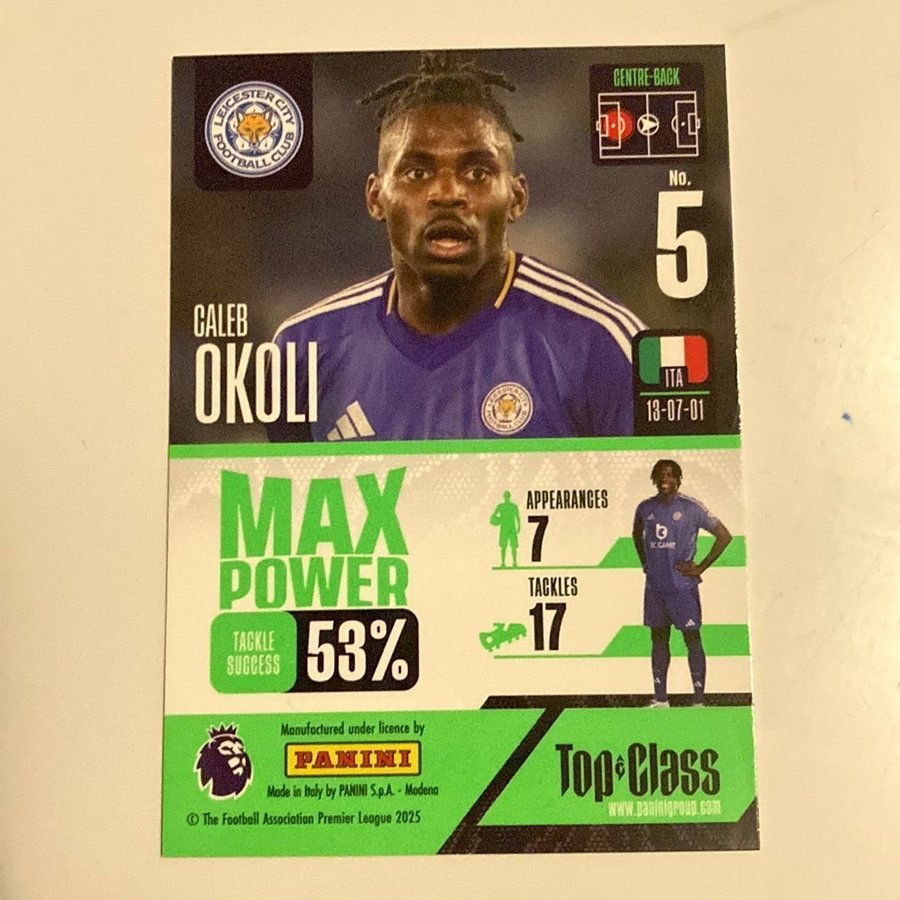 LEICESTER CITY
FOOTBALL CLUB
CENTRE-BACK
No.
5
CALEB
OKOLI
ITA
13-07-01
MAX
POWER
TACKLE
SUCCESS
53%
APPEARANCES
7
TACKLES
17
BC.GAME
Manufactured under licence by
PANINI
Made in Italy by PANINI S.p.A. - Modena
© The Football Association Premier League 2025
Top Class
www.paninigroup.com